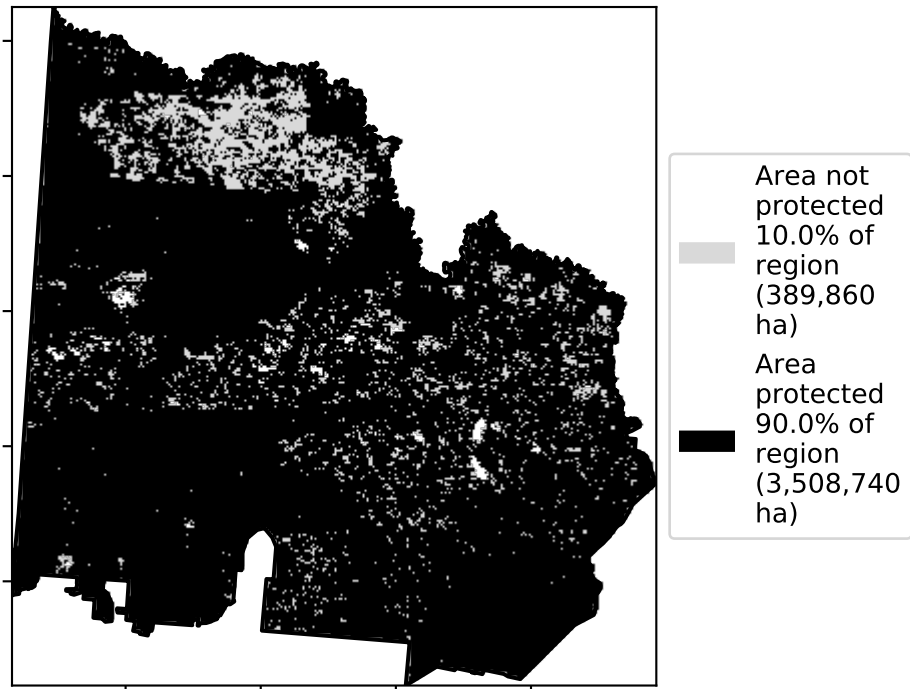 Area not
protected
10.0% of
region
(389,860
ha)
Area
protected
90.0% of
region
(3,508,740
ha)